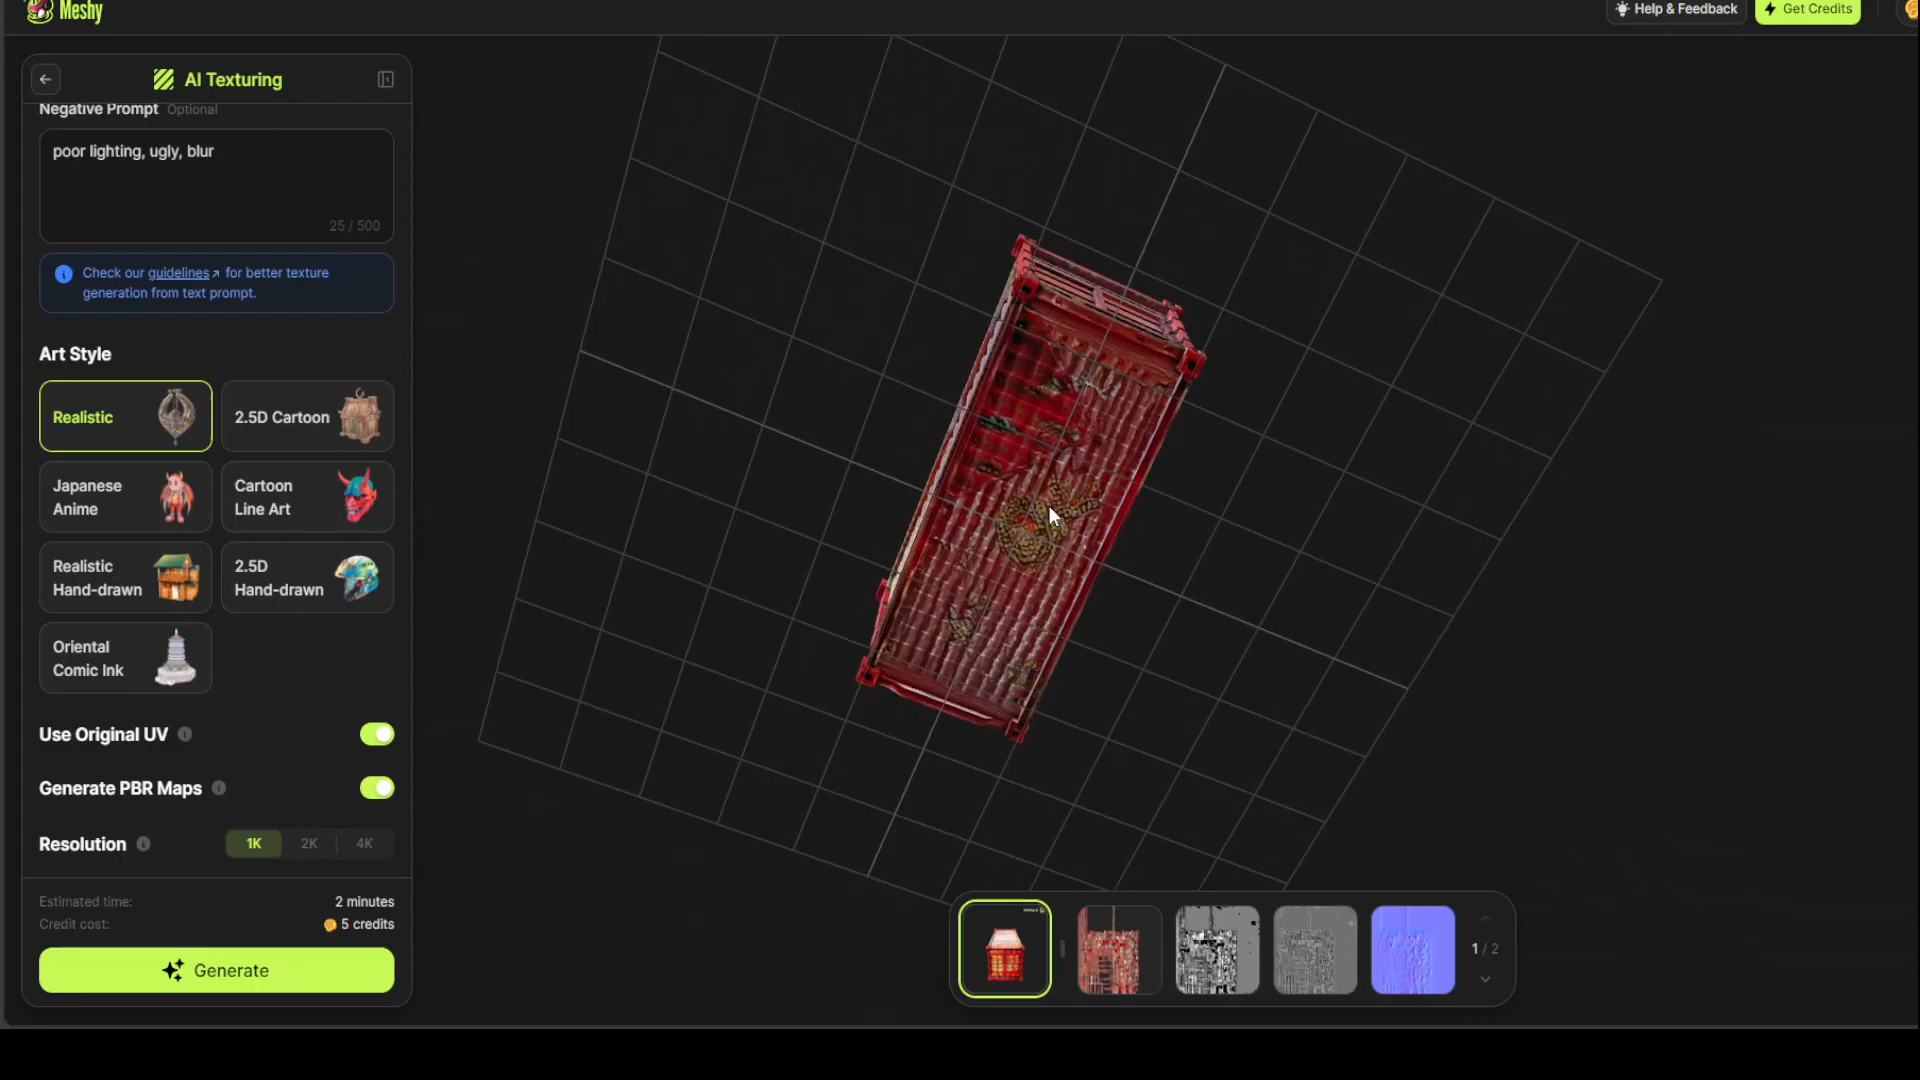 Meshy
Help & Feedback
Get Credits
AI Texturing
Negative Prompt Optional
poor lighting, ugly, blur
25 / 500
Check our guidelines↗ for better texture
generation from text prompt.
Art Style
Realistic
2.5D Cartoon
Japanese
Anime
Cartoon
Line Art
Realistic
Hand-drawn
2.5D
Hand-drawn
Oriental
Comic Ink
Use Original UV
Generate PBR Maps
Resolution
1K
2K
4K
Estimated time:
2 minutes
Credit cost:
5 credits
Generate
1 / 2